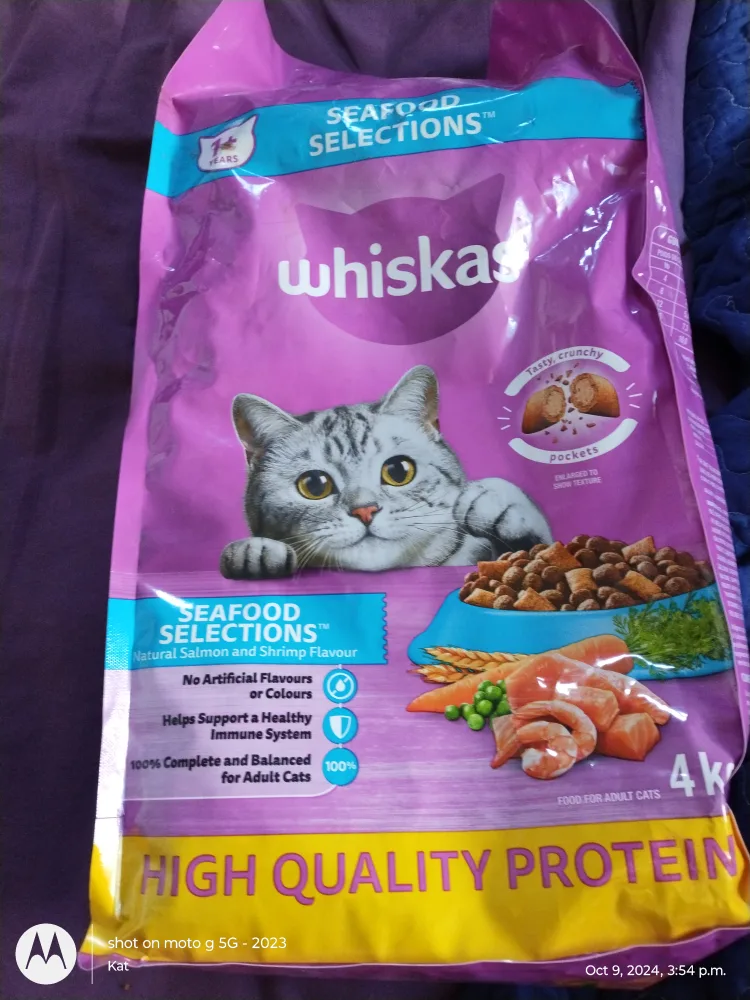 SEAFOOD
SELECTIONS™
1+
YEARS
whiskas
Tasty, crunchy
pockets
ENLARGED TO
SHOW TEXTURE
SEAFOOD
SELECTIONS™
Natural Salmon and Shrimp Flavour
No Artificial Flavours
or Colours
Helps Support a Healthy
Immune System
100% Complete and Balanced
for Adult Cats
100%
FOOD FOR ADULT CATS
4 k
HIGH QUALITY PROTEIN
shot on moto g 5G - 2023
Kat
Oct 9, 2024, 3:54 p.m.